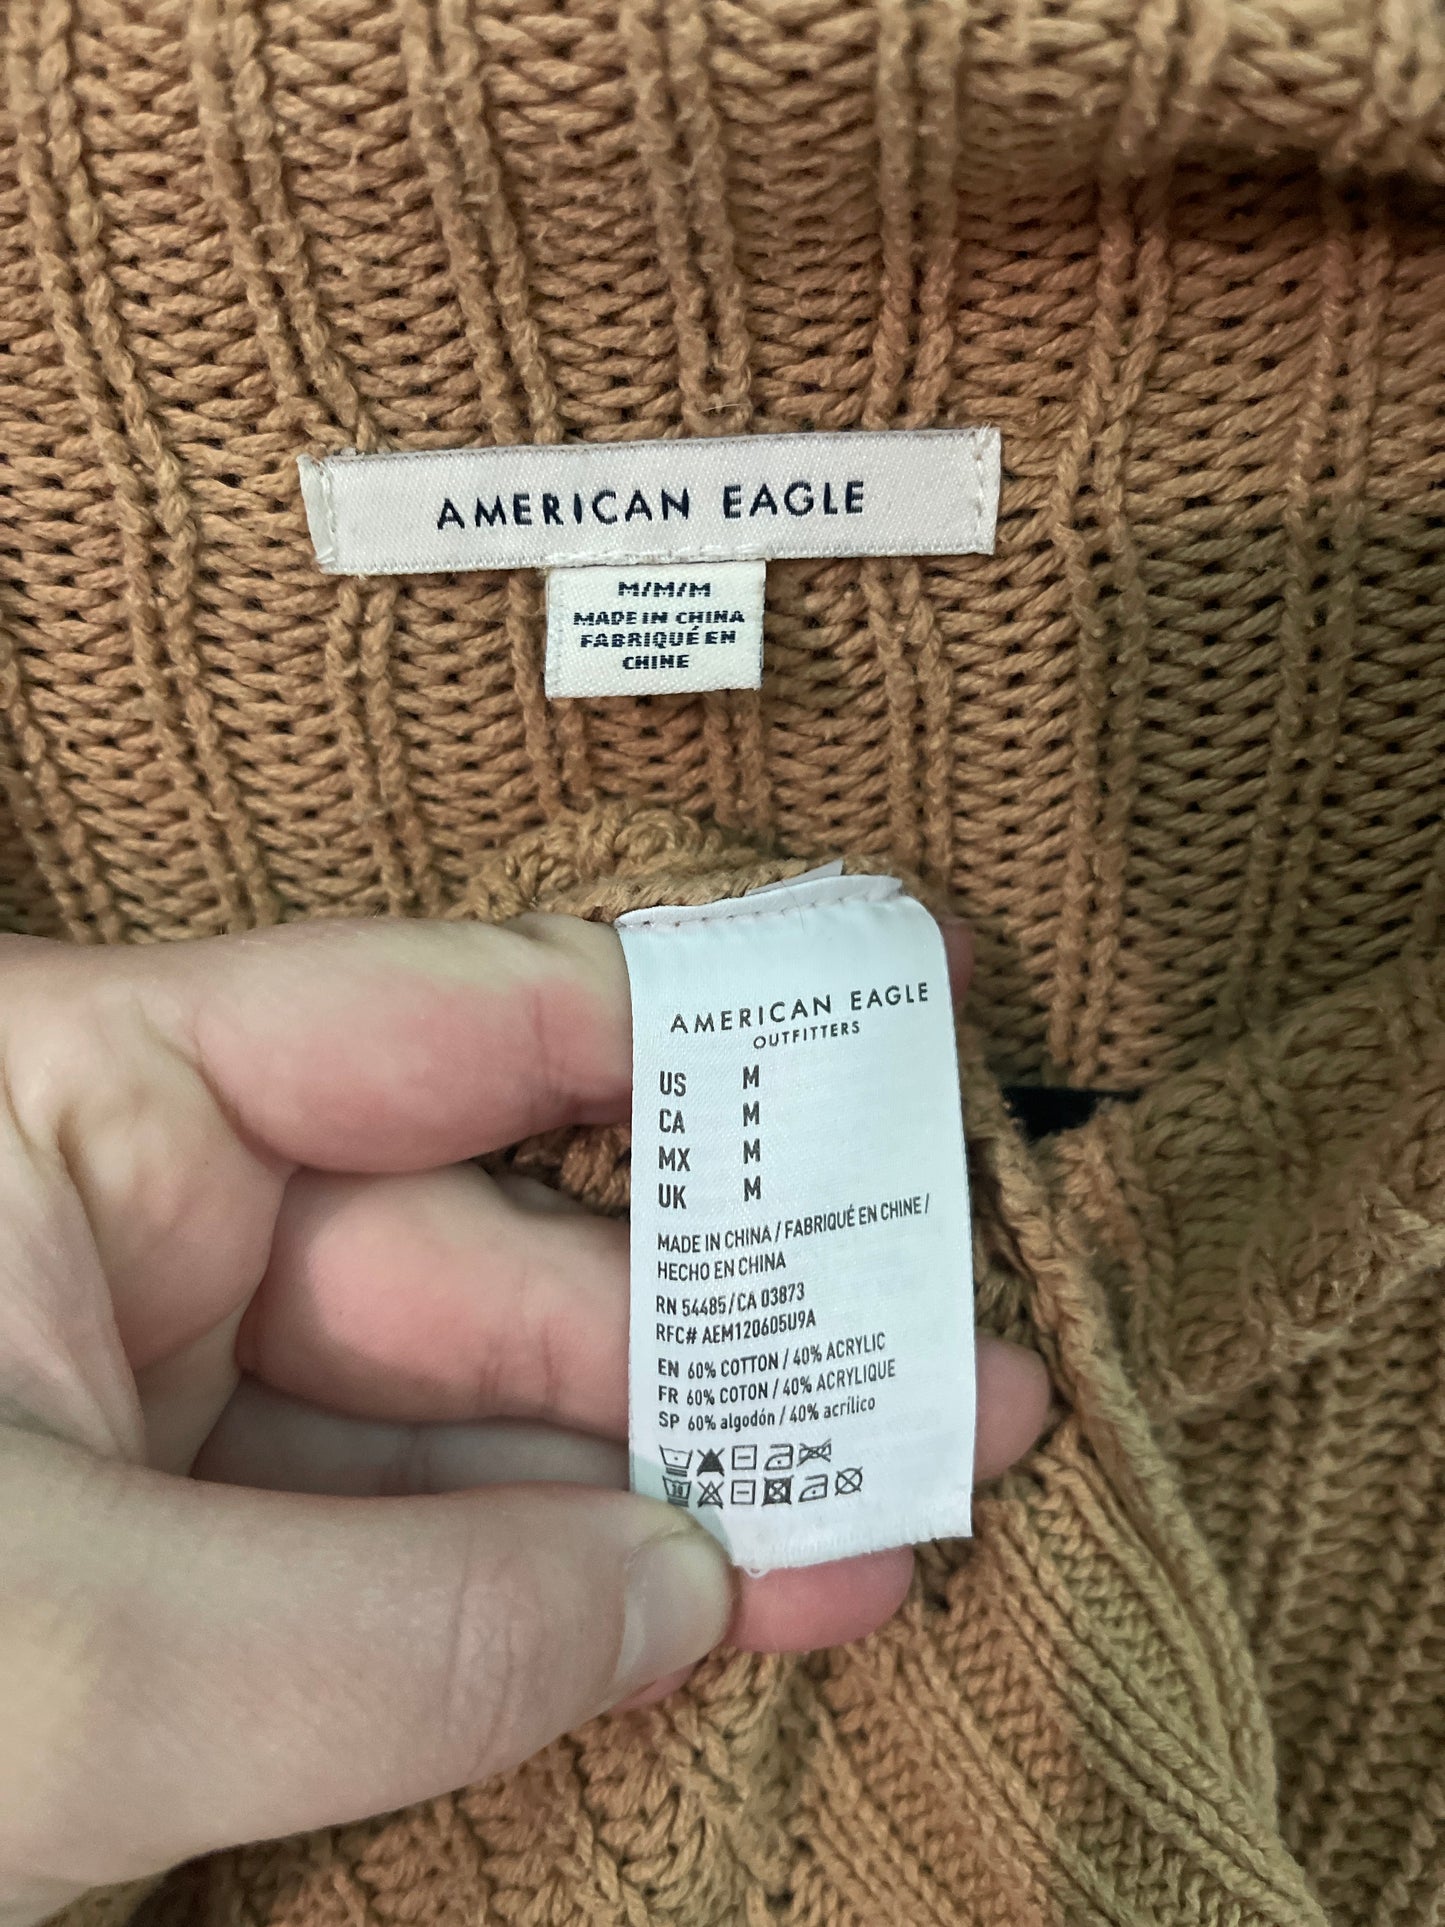 AMERICAN EAGLE
M/M/M
MADE IN CHINA
FABRIQUÉ EN
CHINE
AMERICAN EAGLE
OUTFITTERS
US M
CA M
MX M
UK M
MADE IN CHINA / FABRIQUÉ EN CHINE /
HECHO EN CHINA
RN 54485/CA 03873
RFC# AEM120605U9A
EN 60% COTTON / 40% ACRYLIC
FR 60% COTON / 40% ACRYLIQUE
SP 60% algodón / 40% acrílico
30